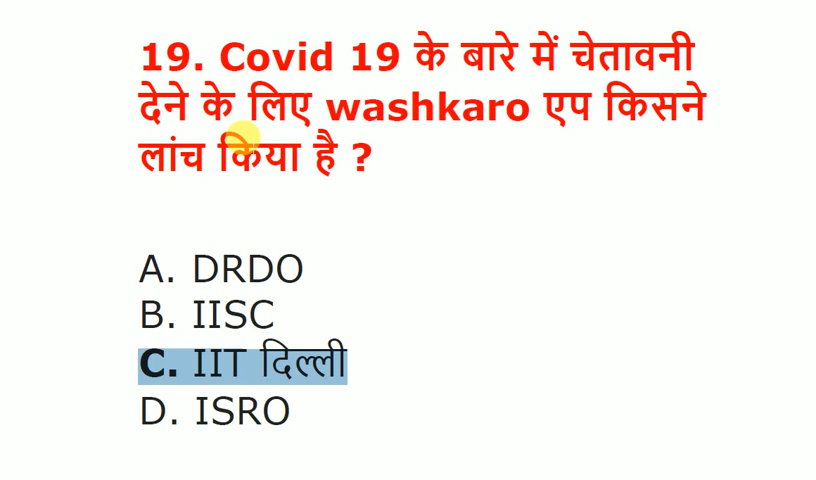 19. Covid 19 के बारे में चेतावनी
देने के लिए washkaro एप किसने
लांच किया है ?
A. DRDO
B. IISC
C. IIT दिल्ली
D. ISRO